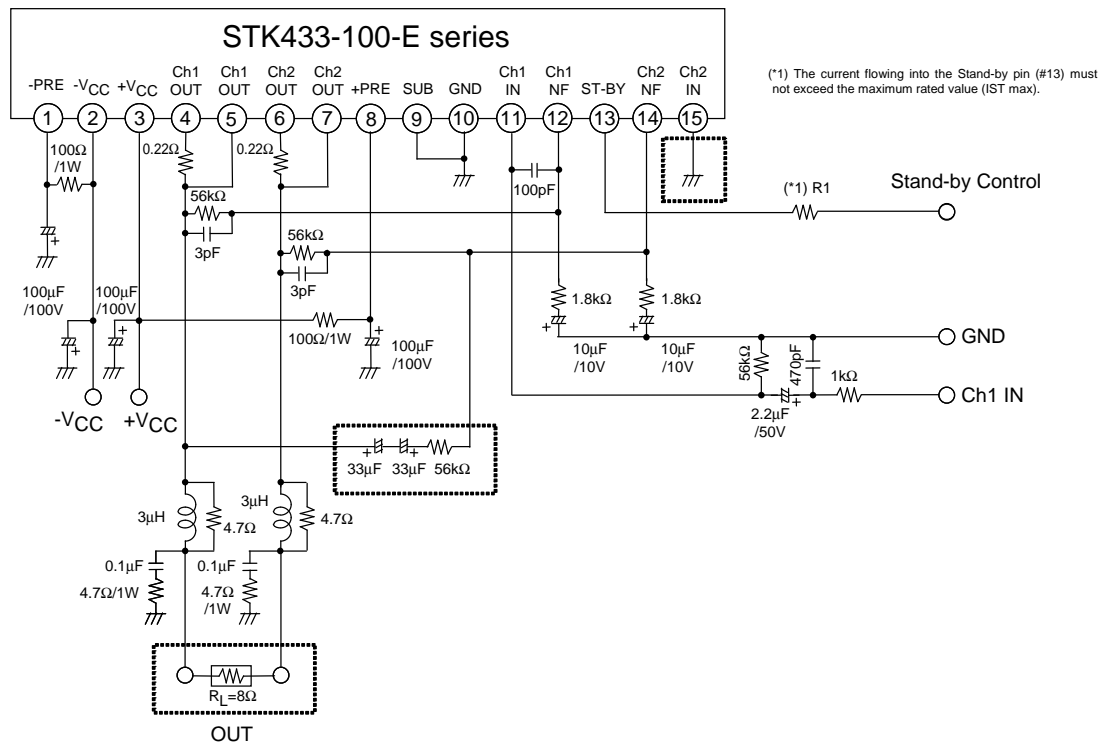 STK433-100-E series
-PRE -VCC +VCC Ch1 OUT Ch1 OUT Ch2 OUT Ch2 OUT +PRE SUB GND Ch1 IN Ch1 NF ST-BY Ch2 NF Ch2 IN
1 2 3 4 5 6 7 8 9 10 11 12 13 14 15
(*1) The current flowing into the Stand-by pin (#13) must
not exceed the maximum rated value (IST max).
100Ω
/1W
0.22Ω
0.22Ω
100pF
56kΩ
3pF
(*1) R1
Stand-by Control
56kΩ
3pF
100µF
/100V
100µF
/100V
100Ω/1W
100µF
/100V
1.8kΩ
1.8kΩ
10µF
/10V
10µF
/10V
GND
56kΩ
470pF
1kΩ
2.2µF
/50V
Ch1 IN
-VCC
+VCC
33µF
33µF
56kΩ
3µH
4.7Ω
3µH
4.7Ω
0.1µF
4.7Ω/1W
0.1µF
4.7Ω
/1W
RL=8Ω
OUT
+
+
+
+
+
+
+
+
+